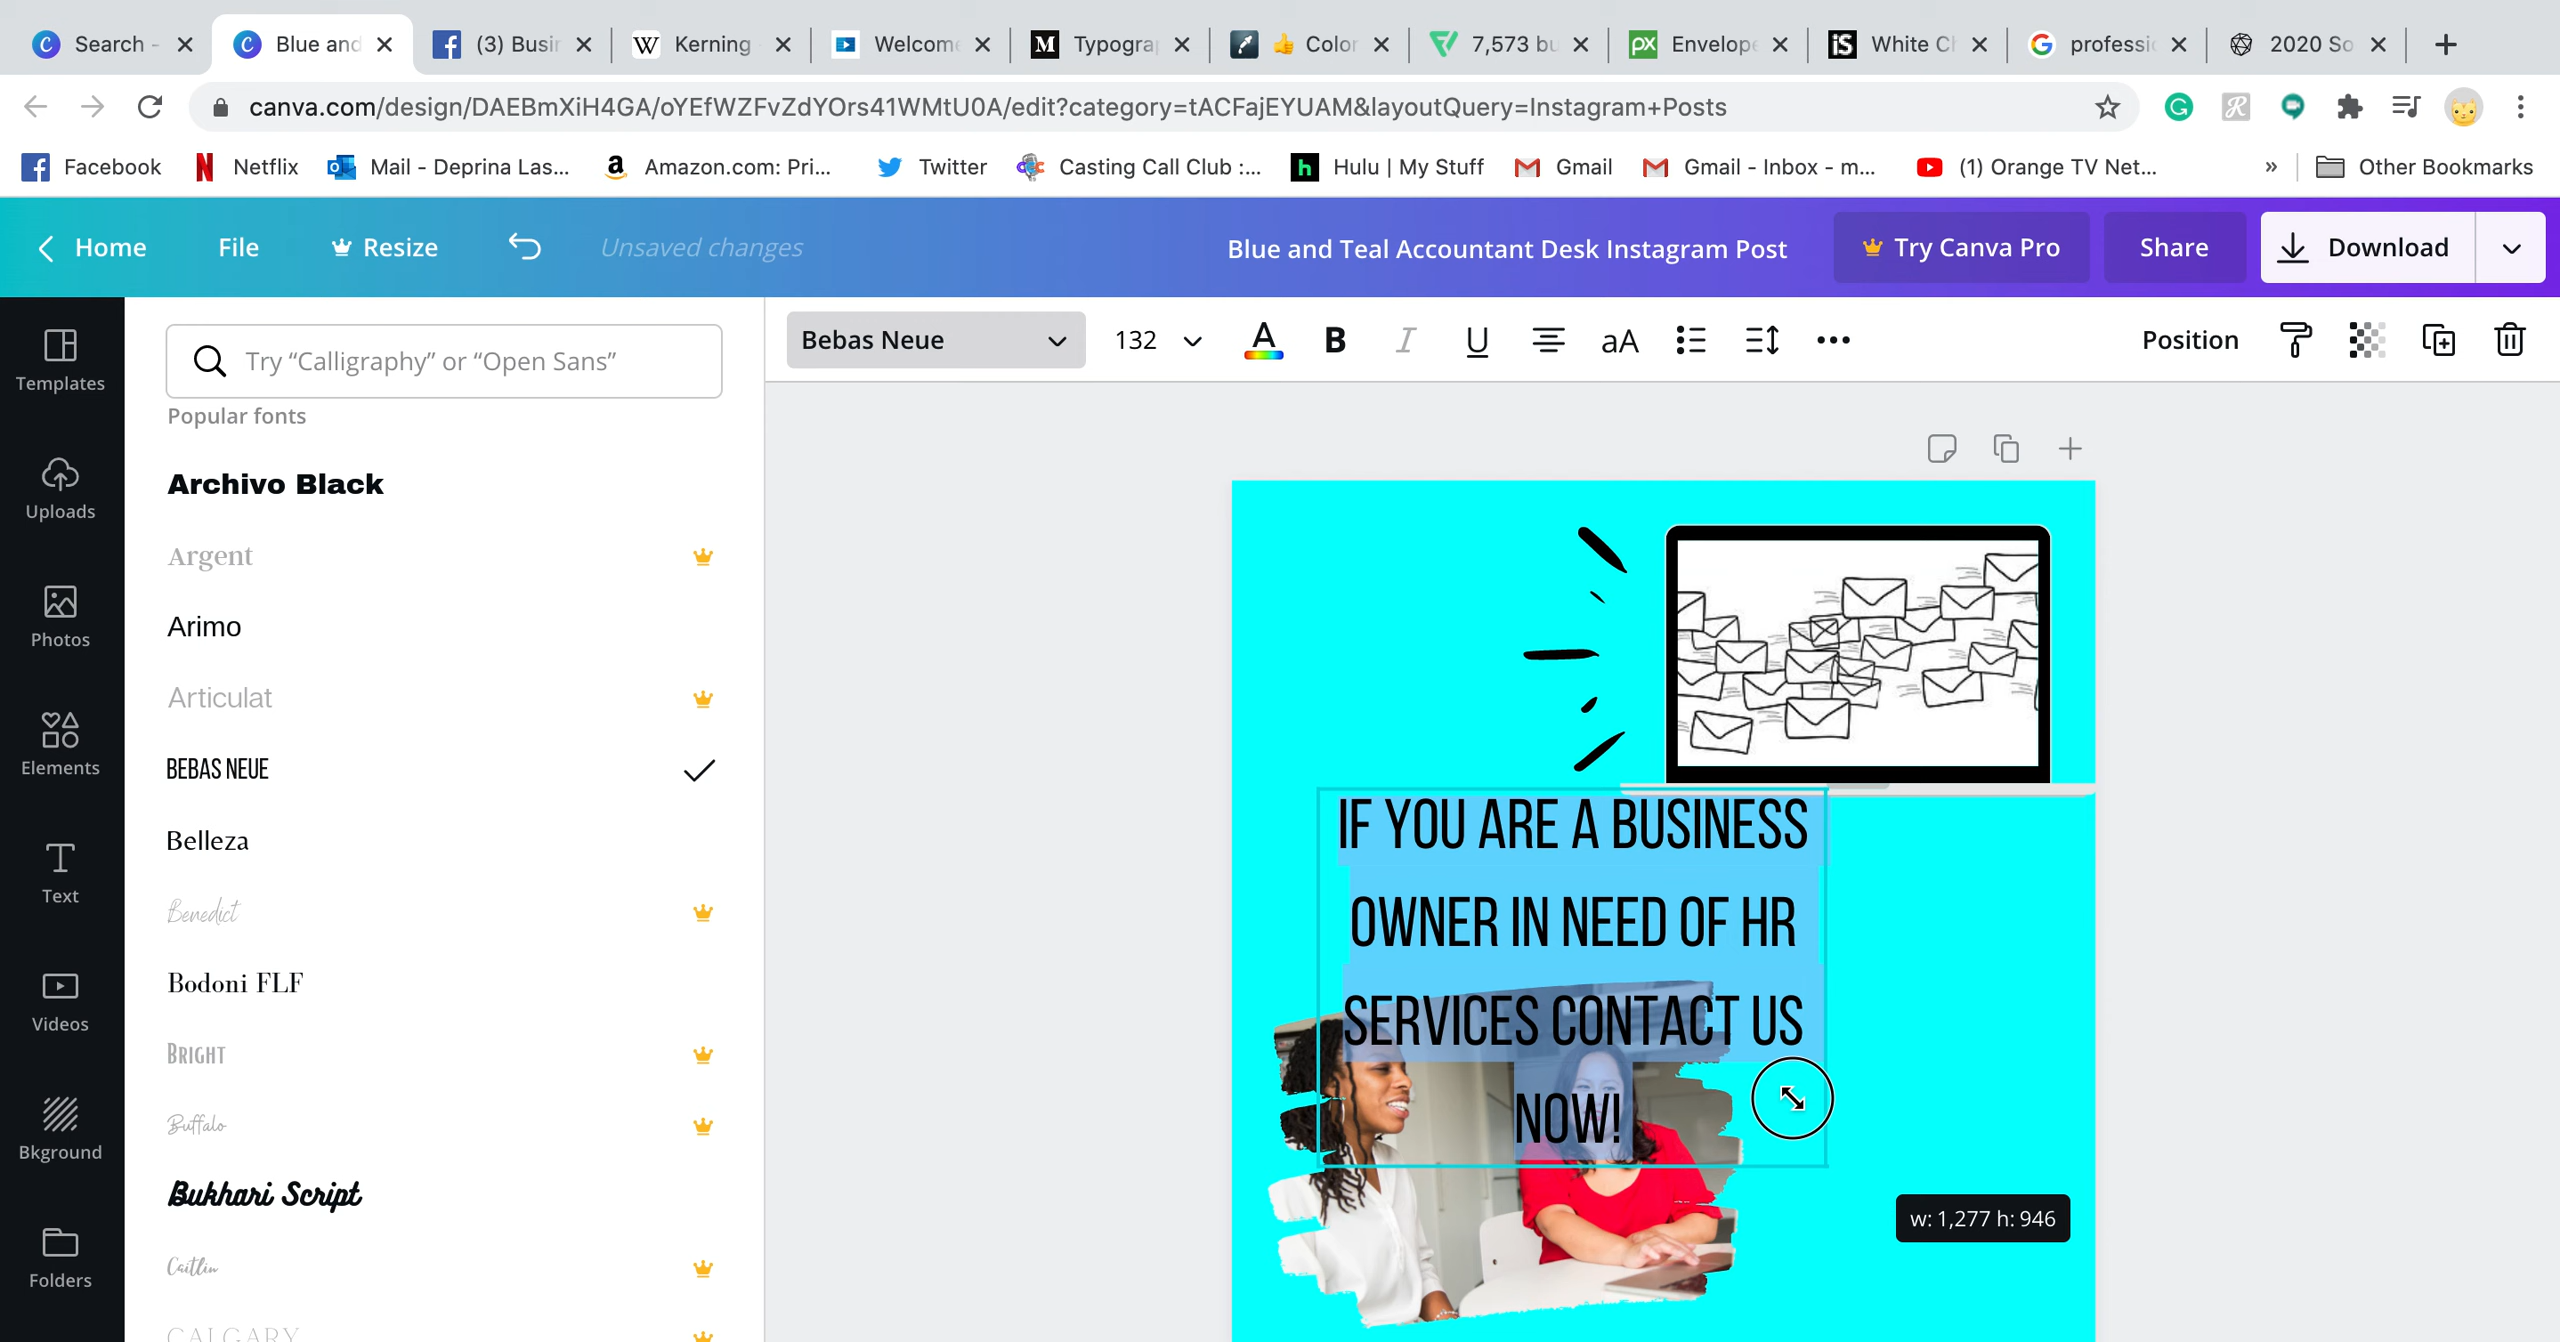 Search -
Blue and
(3) Busin
Kerning
Welcome
Typogra
👍 Color
7,573 bu
Envelope
White Ch
professi
2020 So
canva.com/design/DAEBmXiH4GA/oYEfWZFvZdYOrs41WMtU0A/edit?category=tACFajEYUAM&layoutQuery=Instagram+Posts
Facebook
Netflix
Mail - Deprina Las...
Amazon.com: Pri...
Twitter
Casting Call Club :...
Hulu | My Stuff
Gmail
Gmail - Inbox - m...
(1) Orange TV Net...
»
Other Bookmarks
Home
File
Resize
Unsaved changes
Blue and Teal Accountant Desk Instagram Post
Try Canva Pro
Share
Download
Templates
Uploads
Photos
Elements
Text
Videos
Bkground
Folders
Try “Calligraphy” or “Open Sans”
Popular fonts
Archivo Black
Argent
Arimo
Articulat
BEBAS NEUE
Belleza
Benedict
Bodoni FLF
BRIGHT
Buffalo
Bukhari Script
Caitlin
CALGARY
Bebas Neue
132
A
B
I
U
aA
Position
IF YOU ARE A BUSINESS
OWNER IN NEED OF HR
SERVICES CONTACT US
NOW!
w: 1,277 h: 946